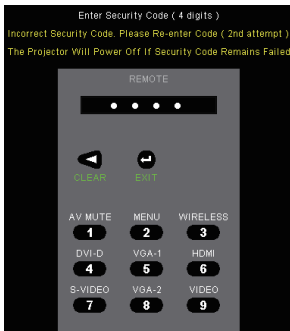 Enter Security Code ( 4 digits )
Incorrect Security Code. Please Re-enter Code ( 2nd attempt )
The Projector Will Power Off If Security Code Remains Failed
REMOTE
CLEAR EXIT
AV MUTE MENU WIRELESS
1 2 3
DVI-D VGA-1 HDMI
4 5 6
S-VIDEO VGA-2 VIDEO
7 8 9